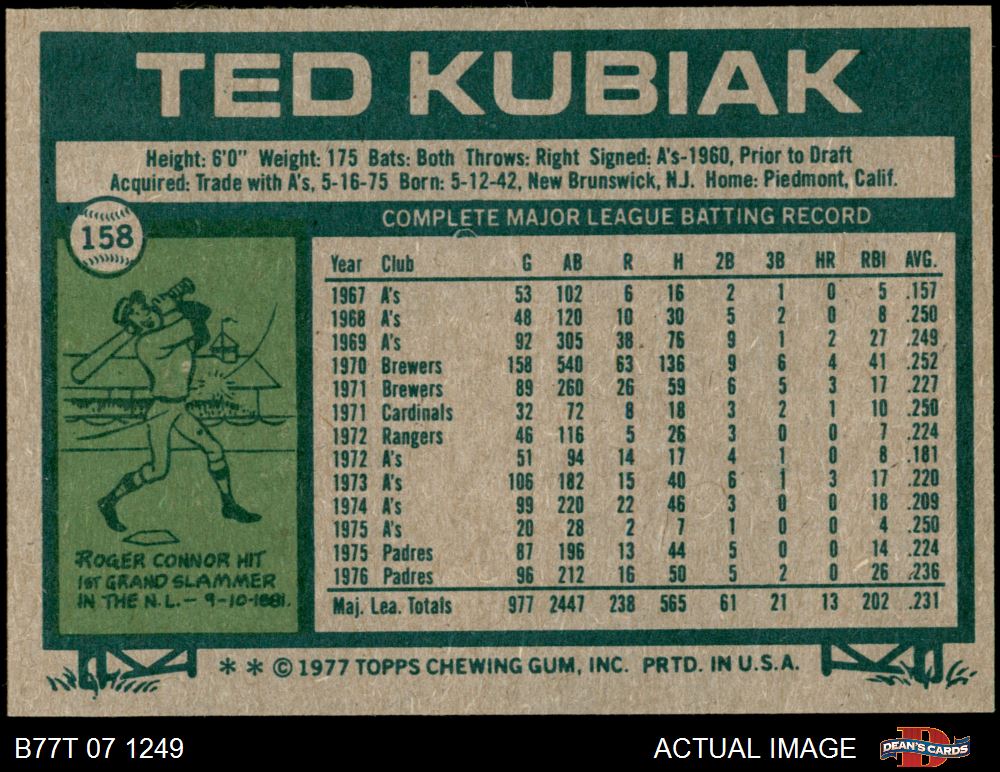 TED KUBIAK
Height: 6'0" Weight: 175 Bats: Both Throws: Right Signed: A's-1960, Prior to Draft
Acquired: Trade with A's, 5-16-75 Born: 5-12-42, New Brunswick, N.J. Home: Piedmont, Calif.
158
COMPLETE MAJOR LEAGUE BATTING RECORD
Year Club G AB R H 2B 3B HR RBI AVG.
1967 A's 53 102 6 16 2 1 0 5 .157
1968 A's 48 120 10 30 5 2 0 8 .250
1969 A's 92 305 38 76 9 1 2 27 .249
1970 Brewers 158 540 63 136 9 6 4 41 .252
1971 Brewers 89 260 26 59 6 5 3 17 .227
1971 Cardinals 32 72 8 18 3 2 1 10 .250
1972 Rangers 46 116 5 26 3 0 0 7 .224
1972 A's 51 94 14 17 4 1 0 8 .181
1973 A's 106 182 15 40 6 1 3 17 .220
1974 A's 99 220 22 46 3 0 0 18 .209
1975 A's 20 28 2 7 1 0 0 4 .250
1975 Padres 87 196 13 44 5 0 0 14 .224
1976 Padres 96 212 16 50 5 2 0 26 .236
Maj. Lea. Totals 977 2447 238 565 61 21 13 202 .231
ROGER CONNOR HIT
1ST GRAND SLAMMER
IN THE N.L. — 9-10-1881.
* * © 1977 TOPPS CHEWING GUM, INC. PRTD. IN U.S.A.
B77T 07 1249
ACTUAL IMAGE
DEAN'S CARDS